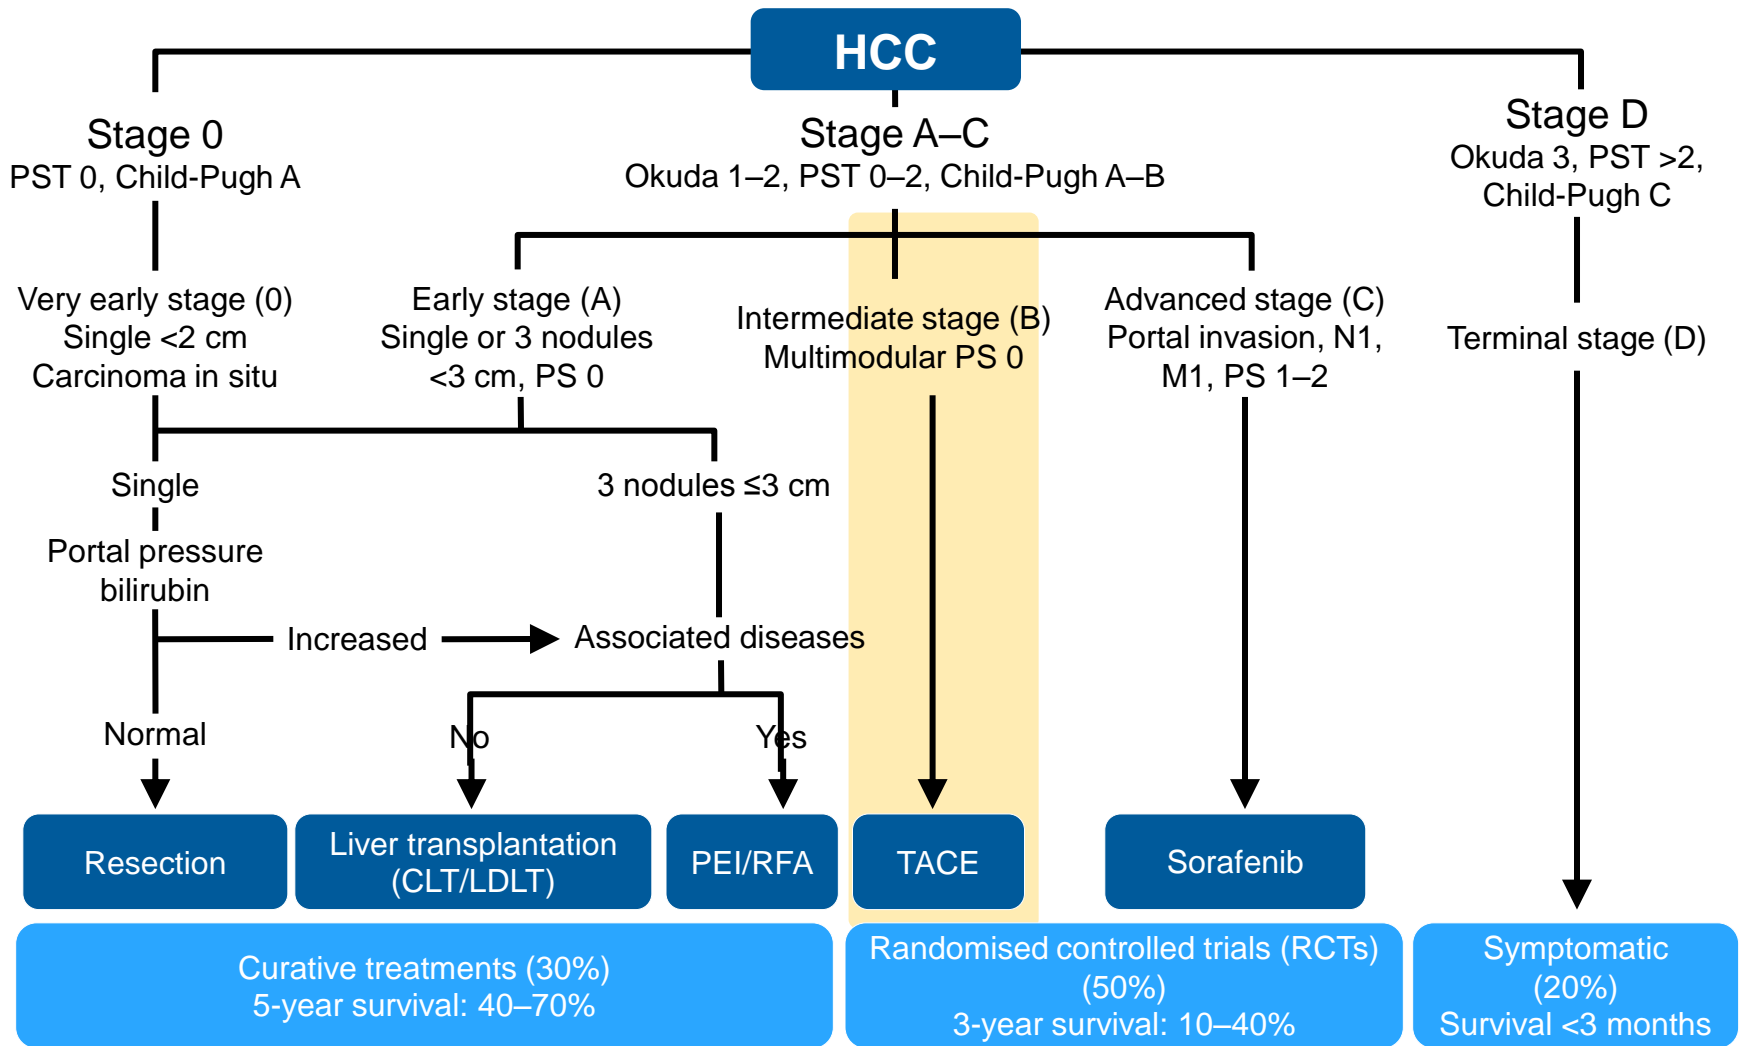 HCC
Stage 0
PST 0, Child-Pugh A
Stage A–C
Okuda 1–2, PST 0–2, Child-Pugh A–B
Stage D
Okuda 3, PST >2,
Child-Pugh C
Very early stage (0)
Single <2 cm
Carcinoma in situ
Early stage (A)
Single or 3 nodules
<3 cm, PS 0
Intermediate stage (B)
Multimodular PS 0
Advanced stage (C)
Portal invasion, N1,
M1, PS 1–2
Terminal stage (D)
Single
3 nodules ≤3 cm
Portal pressure
bilirubin
Increased
Associated diseases
Normal
No
Yes
Resection
Liver transplantation
(CLT/LDLT)
PEI/RFA
TACE
Sorafenib
Curative treatments (30%)
5-year survival: 40–70%
Randomised controlled trials (RCTs)
(50%)
3-year survival: 10–40%
Symptomatic
(20%)
Survival <3 months